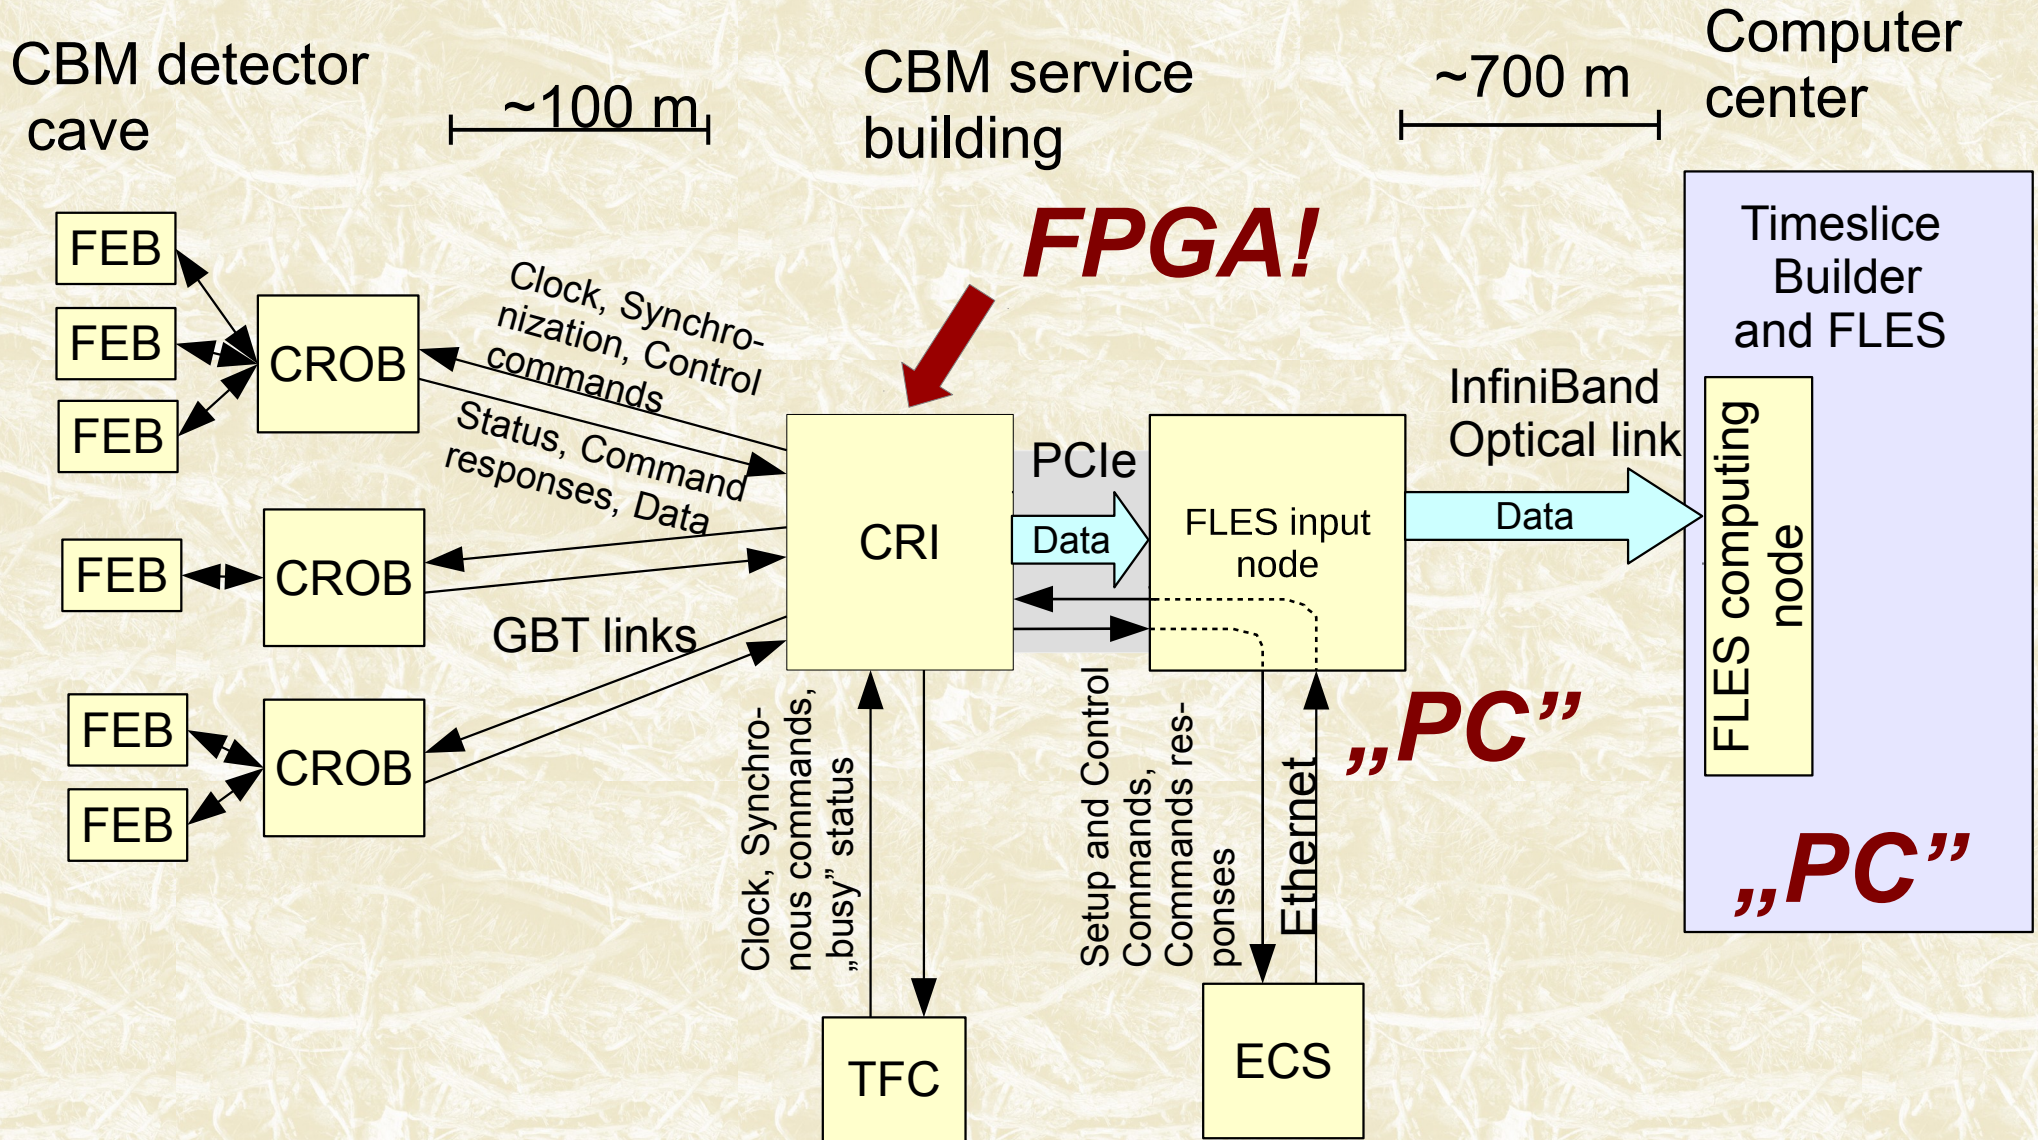 CBM detector
cave
~100 m
CBM service
building
~700 m
Computer
center
FPGA!
Timeslice
Builder
and FLES
FEB
FEB
FEB
CROB
Clock, Synchro-
nization, Control
commands
Status, Command
responses, Data
FEB
CROB
GBT links
FEB
FEB
CROB
CRI
PCIe
Data
FLES input
node
InfiniBand
Optical link
Data
FLES computing
node
„PC”
„PC”
Clock, Synchro-
nous commands,
„busy” status
Setup and Control
Commands,
Commands res-
ponses
Ethernet
TFC
ECS